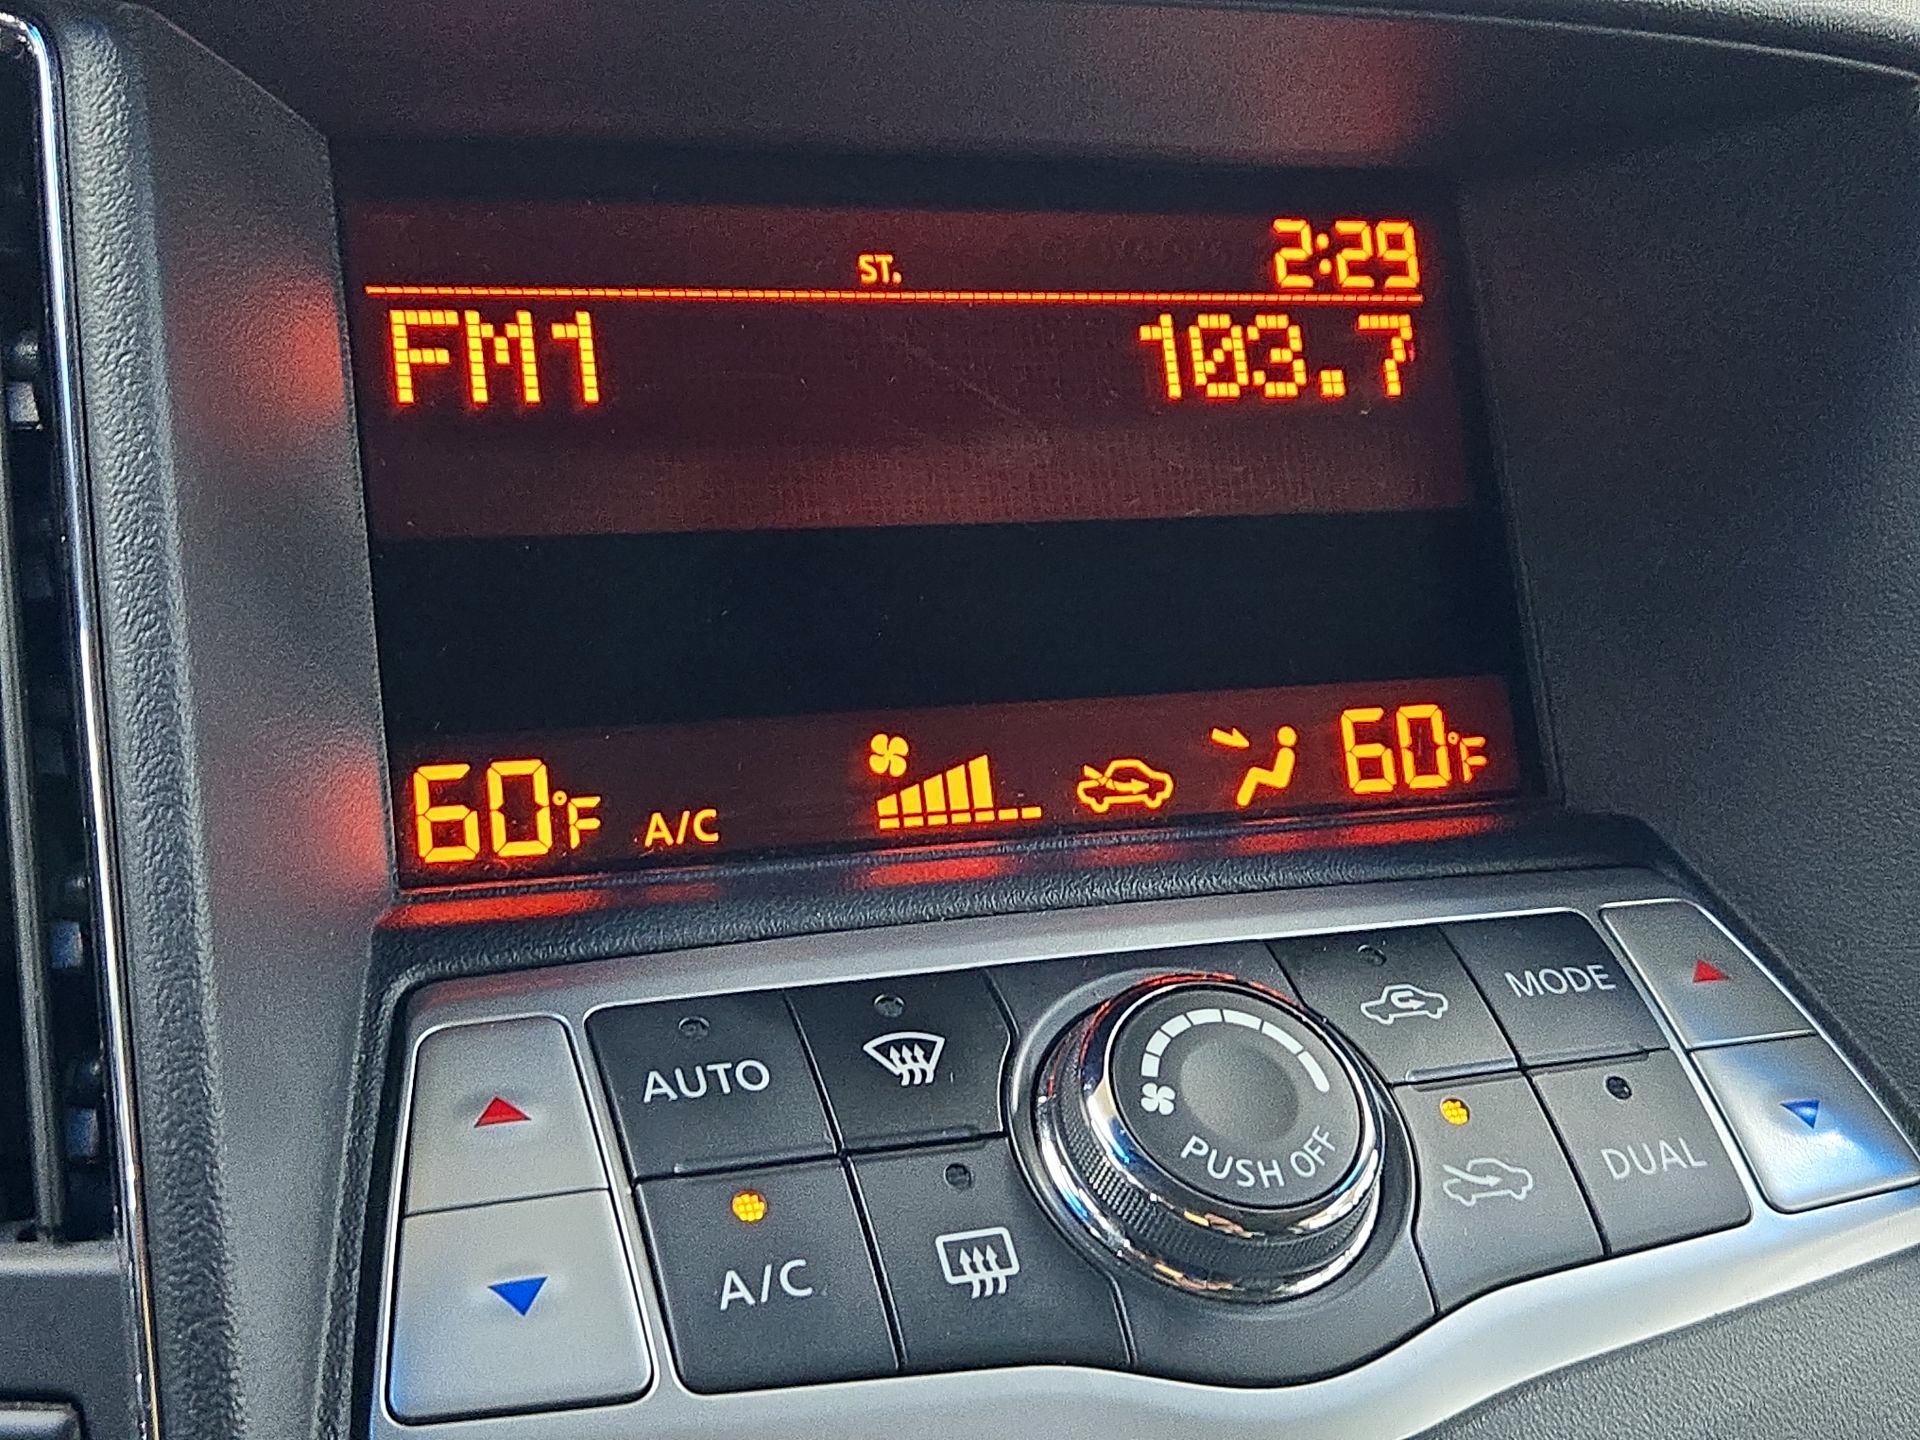 ST. 2:29
FM1 103.7
60°F A/C 60°F
AUTO
MODE
A/C
PUSH OFF
DUAL